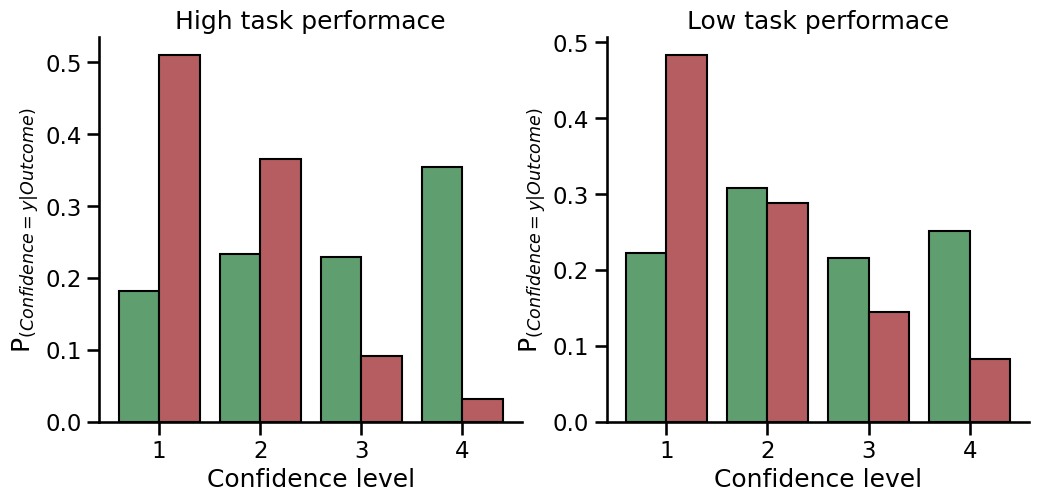 High task performace
P(Confidence = y|Outcome)
0.5
0.4
0.3
0.2
0.1
0.0
1 2 3 4
Confidence level
Low task performace
P(Confidence = y|Outcome)
0.5
0.4
0.3
0.2
0.1
0.0
1 2 3 4
Confidence level